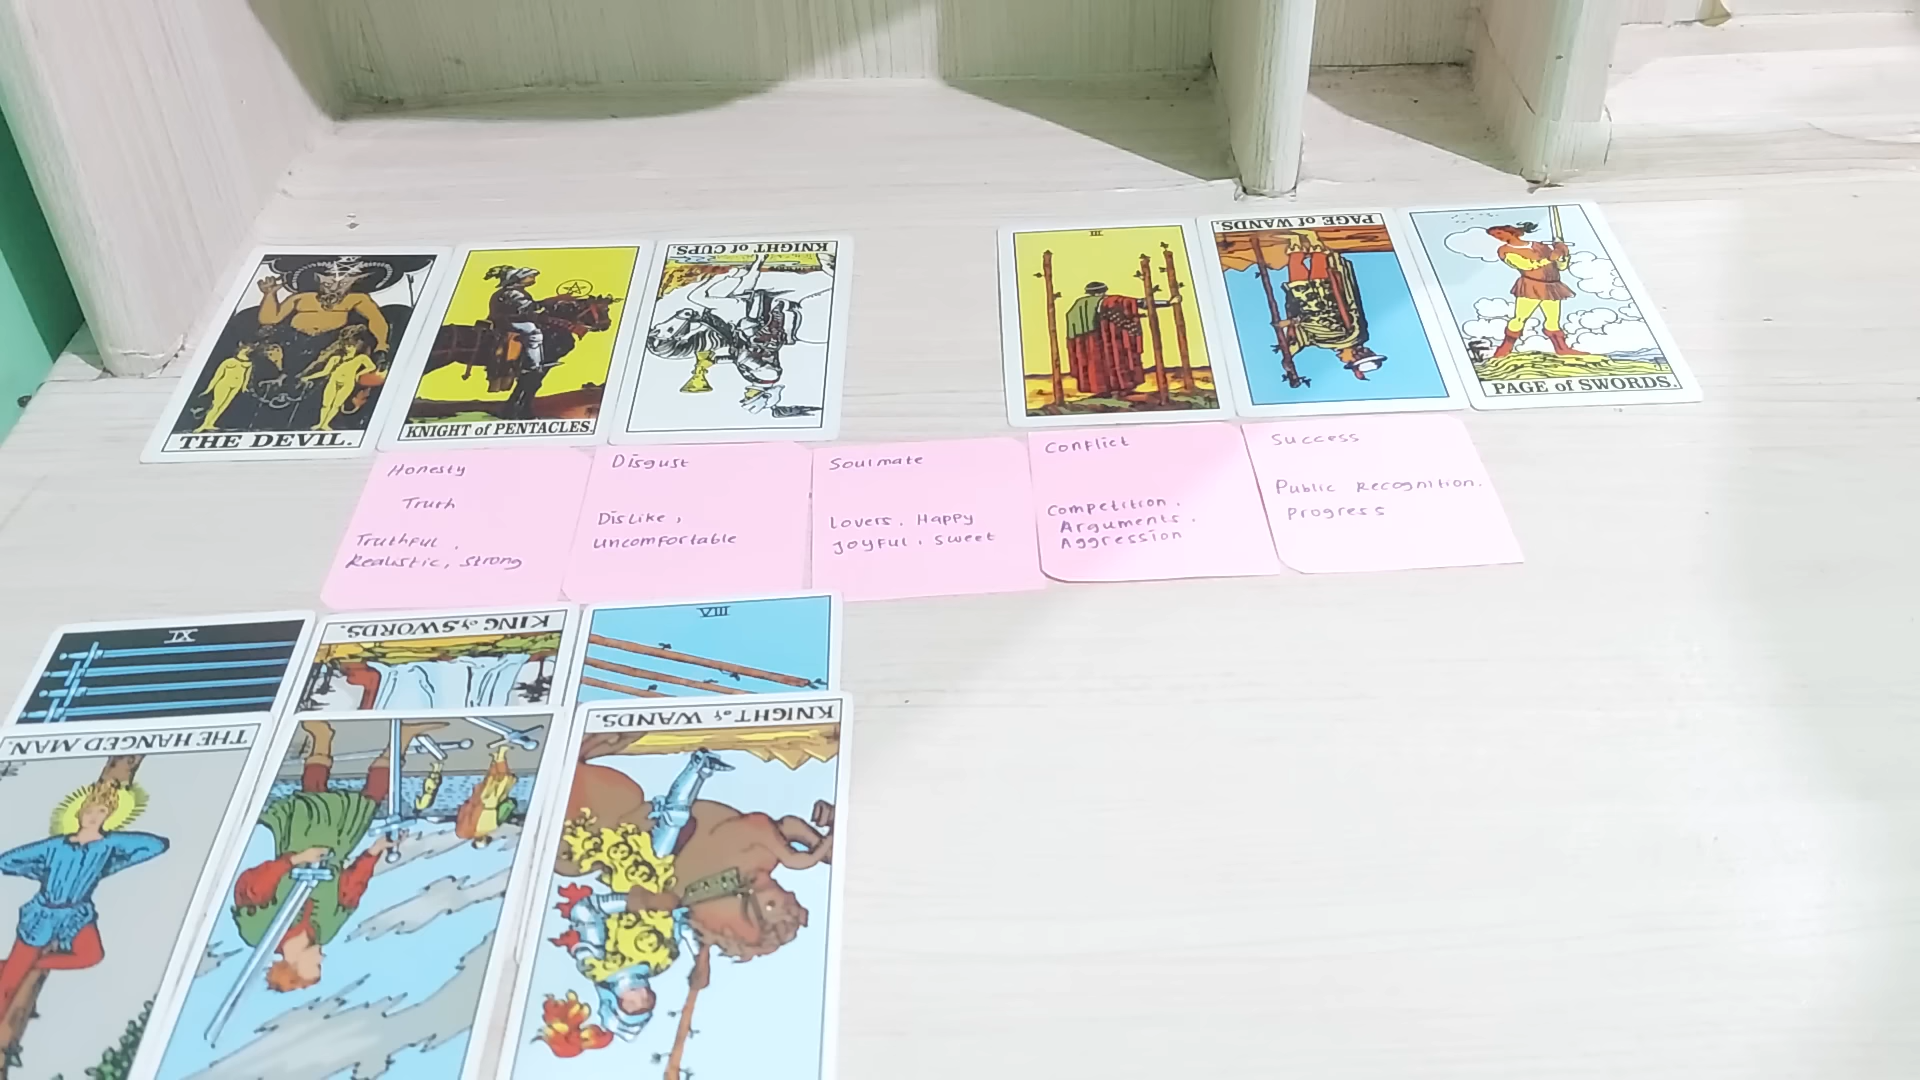 XV
THE DEVIL.
KNIGHT of PENTACLES.
KNIGHT of CUPS.
III
PAGE of WANDS.
PAGE of SWORDS.
Honesty
Truth
Truthful,
Realistic, strong
Disgust
Dislike,
uncomfortable
Soulmate
Lovers. Happy
Joyful. sweet
Conflict
Competition.
Arguments.
Aggression
Success
Public Recognition.
Progress
IX
KING of SWORDS.
VIII
THE HANGED MAN.
KNIGHT of WANDS.